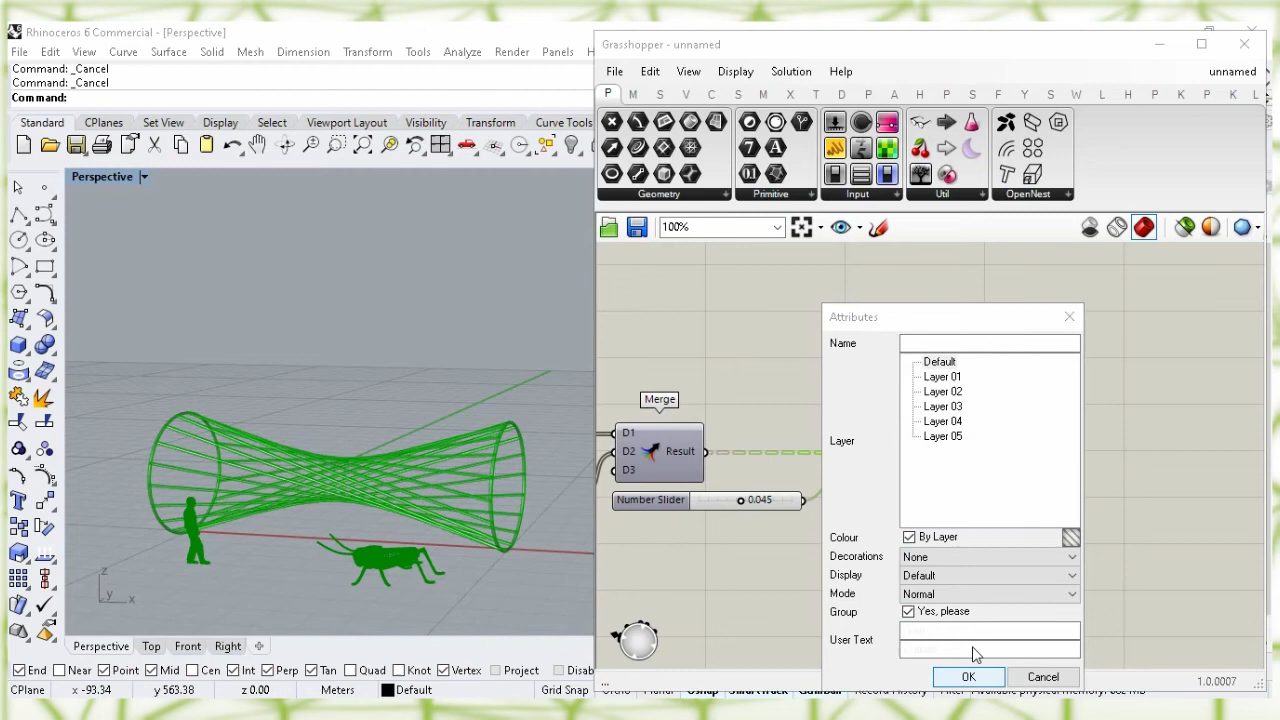 Rhinoceros 6 Commercial - [Perspective]
File Edit View Curve Surface Solid Mesh Dimension Transform Tools Analyze Render Panels H
Command: _Cancel
Command: _Cancel
Command:
Standard CPlanes Set View Display Select Viewport Layout Visibility Transform Curve Tools
Perspective
z
y x
Perspective Top Front Right
End Near Point Mid Cen Int Perp Tan Quad Knot Vertex Project Disab
CPlane x -93.34 y 563.38 z 0.00 Meters Default Grid Snap
Grasshopper - unnamed
File Edit View Display Solution Help unnamed
P M S V C S M X T D P A H P S F Y S W L H P K P K L
Geometry Primitive Input Util OpenNest
100%
Merge
D1
D2 Result
D3
Number Slider 0.045
Attributes
Name
Default
Layer 01
Layer 02
Layer 03
Layer 04
Layer 05
Layer
Colour By Layer
Decorations None
Display Default
Mode Normal
Group Yes, please
User Text
OK Cancel
... 1.0.0007